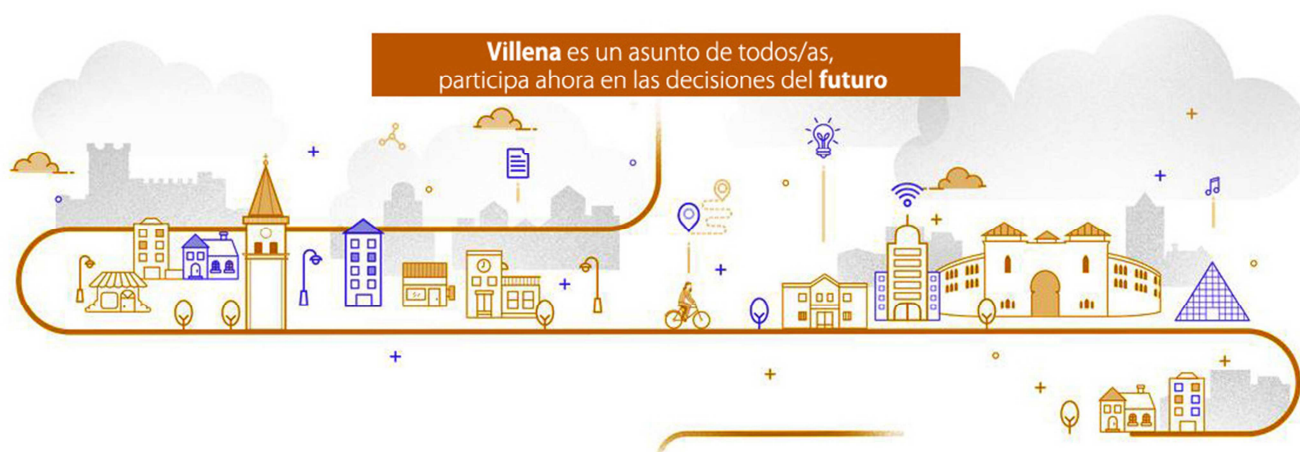 Villena es un asunto de todos/as,
participa ahora en las decisiones del futuro